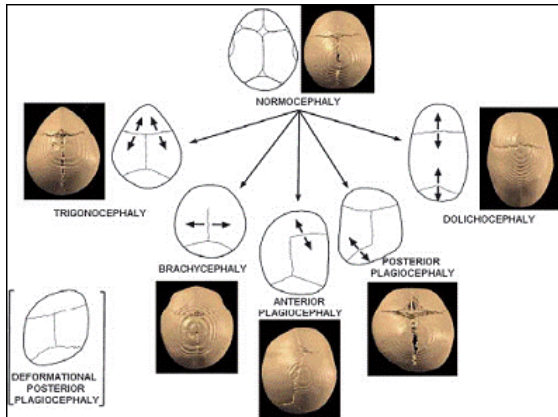 NORMOCEPHALY
TRIGONOCEPHALY
DOLICHOCEPHALY
BRACHYCEPHALY
POSTERIOR
PLAGIOCEPHALY
ANTERIOR
PLAGIOCEPHALY
DEFORMATIONAL
POSTERIOR
PLAGIOCEPHALY